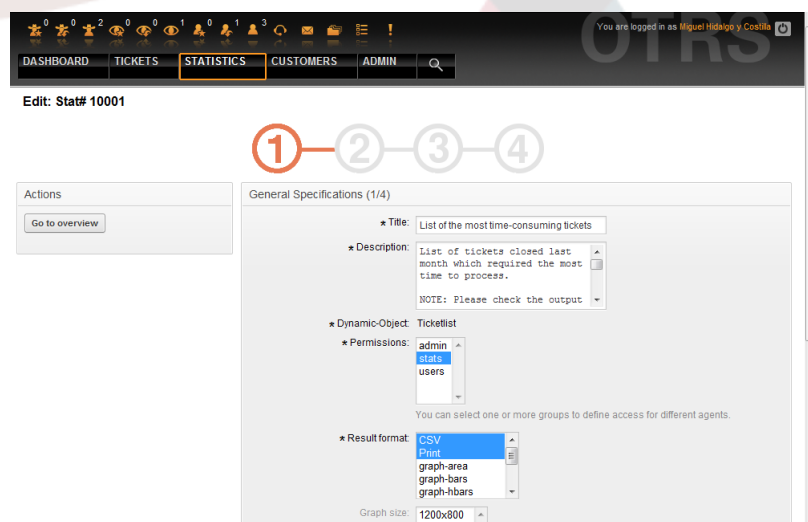 0 0 2 0 0 1 0 1 3
You are logged in as Miguel Hidalgo y Costilla
OTRS
DASHBOARD TICKETS STATISTICS CUSTOMERS ADMIN
Edit: Stat# 10001
1 2 3 4
Actions
Go to overview
General Specifications (1/4)
★ Title: List of the most time-consuming tickets
★ Description: List of tickets closed last
month which required the most
time to process.
NOTE: Please check the output
★ Dynamic-Object: Ticketlist
★ Permissions: admin
stats
users
You can select one or more groups to define access for different agents.
★ Result format: CSV
Print
graph-area
graph-bars
graph-hbars
Graph size: 1200x800